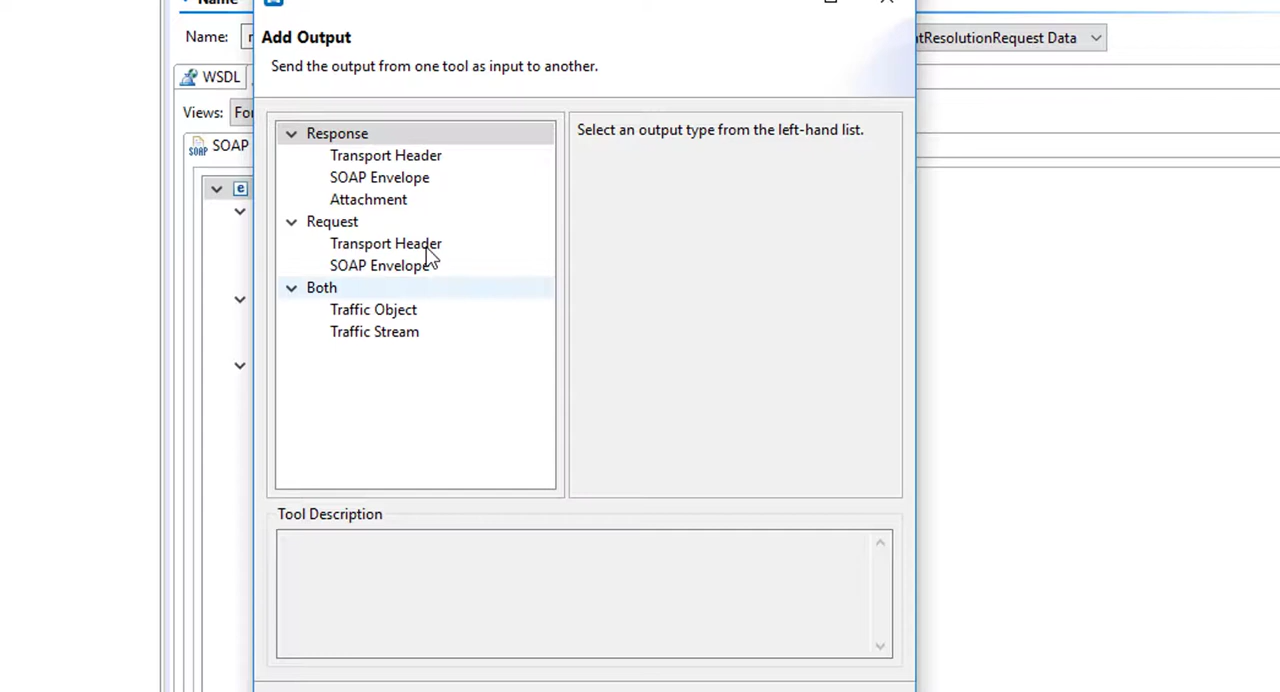 Name
Name:
Add Output
Send the output from one tool as input to another.
ntResolutionRequest Data
WSDL
Views:
Response
Transport Header
SOAP Envelope
Attachment
Request
Transport Header
SOAP Envelope
Both
Traffic Object
Traffic Stream
Select an output type from the left-hand list.
SOAP
SOAP
e
Tool Description